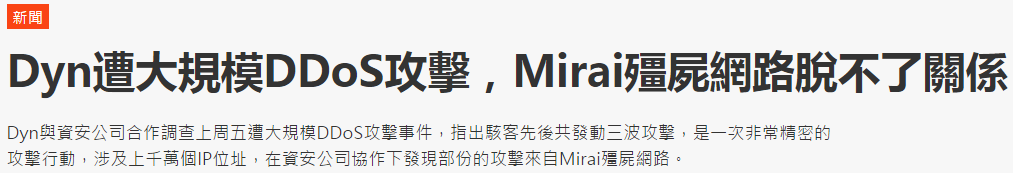 新聞
Dyn遭大規模DDoS攻擊，Mirai殭屍網路脫不了關係
Dyn與資安公司合作調查上周五遭大規模DDoS攻擊事件，指出駭客先後共發動三波攻擊，是一次非常精密的
攻擊行動，涉及上千萬個IP位址，在資安公司協作下發現部份的攻擊來自Mirai殭屍網路。